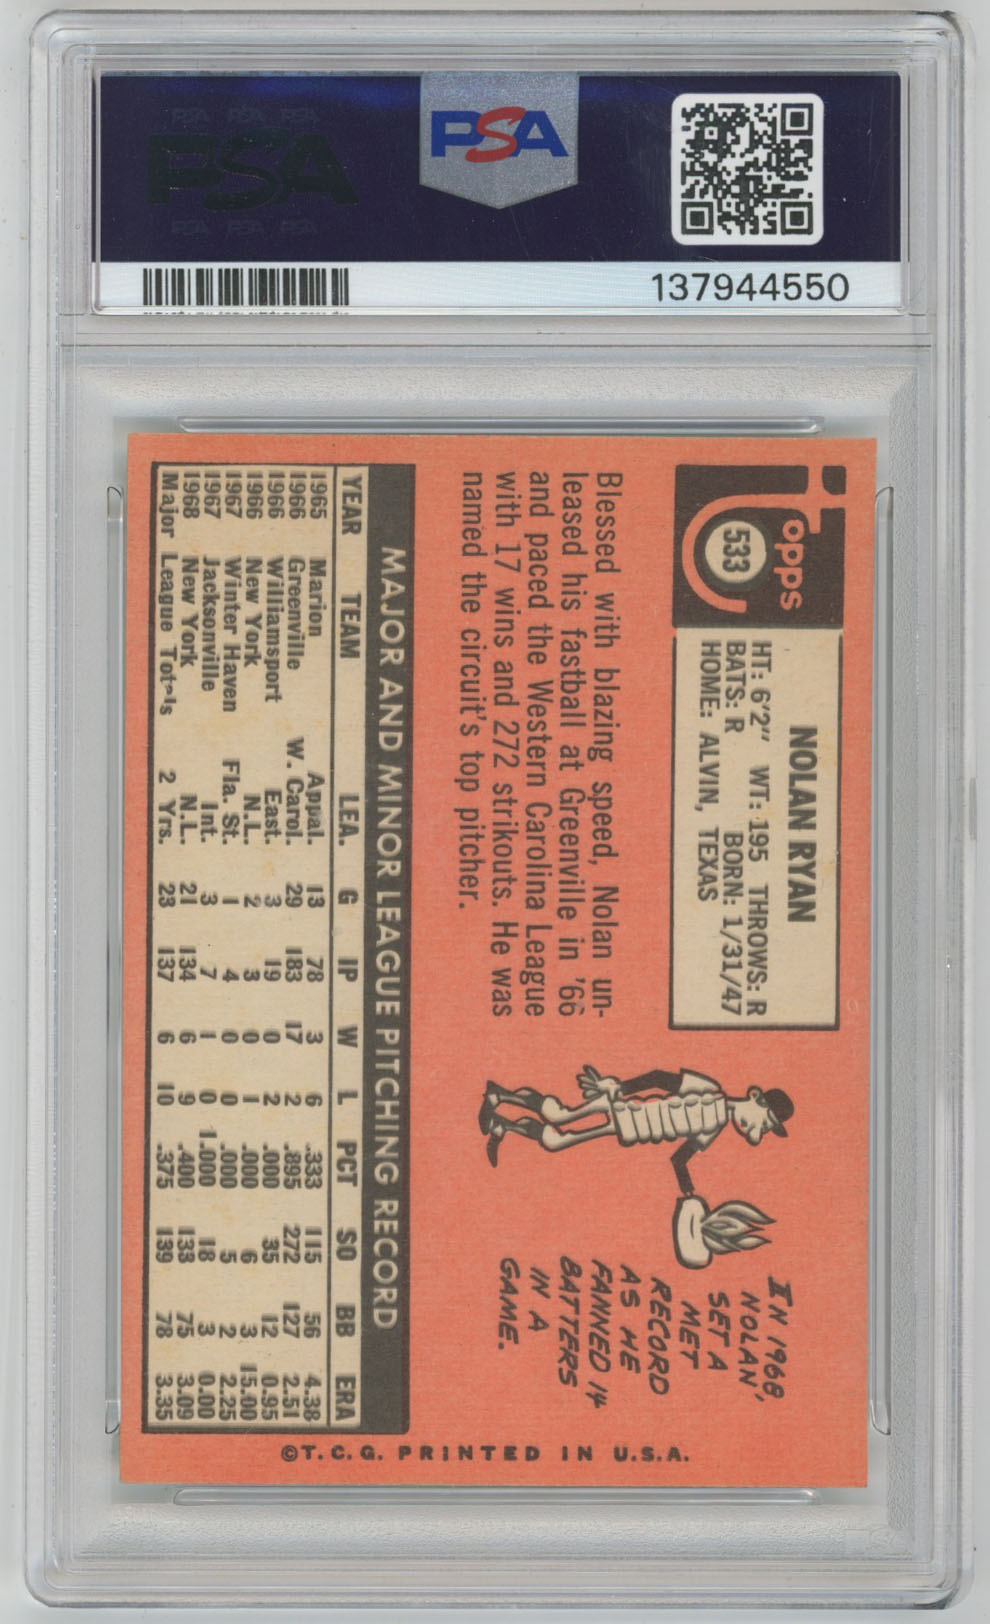 PSA PSA PSA
PSA
PSA PSA PSA
PSA
137944550
Topps
533
NOLAN RYAN
HT: 6'2" WT: 195 THROWS: R
BATS: R BORN: 1/31/47
HOME: ALVIN, TEXAS
Blessed with blazing speed, Nolan un-
leased his fastball at Greenville in '66
and paced the Western Carolina League
with 17 wins and 272 strikouts. He was
named the circuit's top pitcher.
IN 1968,
NOLAN
SET A
MET
RECORD
AS HE
FANNED 14
BATTERS
IN A
GAME.
MAJOR AND MINOR LEAGUE PITCHING RECORD
YEAR TEAM LEA. G IP W L PCT SO BB ERA
1965 Marion Appal. 13 78 3 6 .333 115 56 4.38
1966 Greenville W. Carol. 29 183 17 2 .895 272 127 2.51
1966 Williamsport East. 3 19 0 2 .000 35 12 0.95
1966 New York N.L. 2 3 0 1 .000 6 3 15.00
1967 Winter Haven Fla. St. 1 4 0 0 .000 5 2 2.25
1967 Jacksonville Int. 3 7 1 0 1.000 18 3 0.00
1968 New York N.L. 21 134 6 9 .400 133 75 3.09
Major League Totals 2 Yrs. 23 137 6 10 .375 139 78 3.35
©T.C.G. PRINTED IN U.S.A.